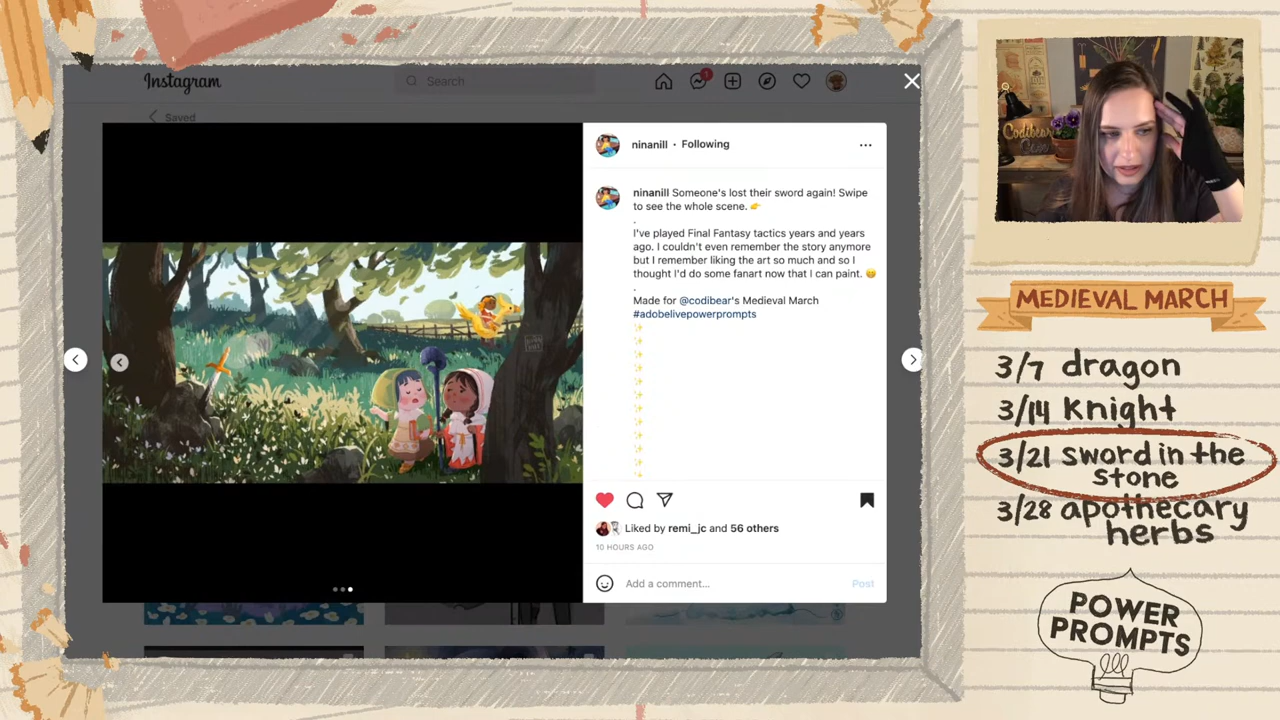 Instagram
Search
1
Saved
ninanill • Following
ninanill Someone's lost their sword again! Swipe
to see the whole scene. 👉
.
I've played Final Fantasy tactics years and years
ago. I couldn't even remember the story anymore
but I remember liking the art so much and so I
thought I'd do some fanart now that I can paint. 😄
.
Made for @codibear's Medieval March
#adobelivepowerprompts
Liked by remi_jc and 56 others
10 HOURS AGO
Add a comment...
Post
Codibear
MEDIEVAL MARCH
3/7 dragon
3/14 Knight
3/21 sword in the
stone
3/28 apothecary
herbs
POWER
PROMPTS